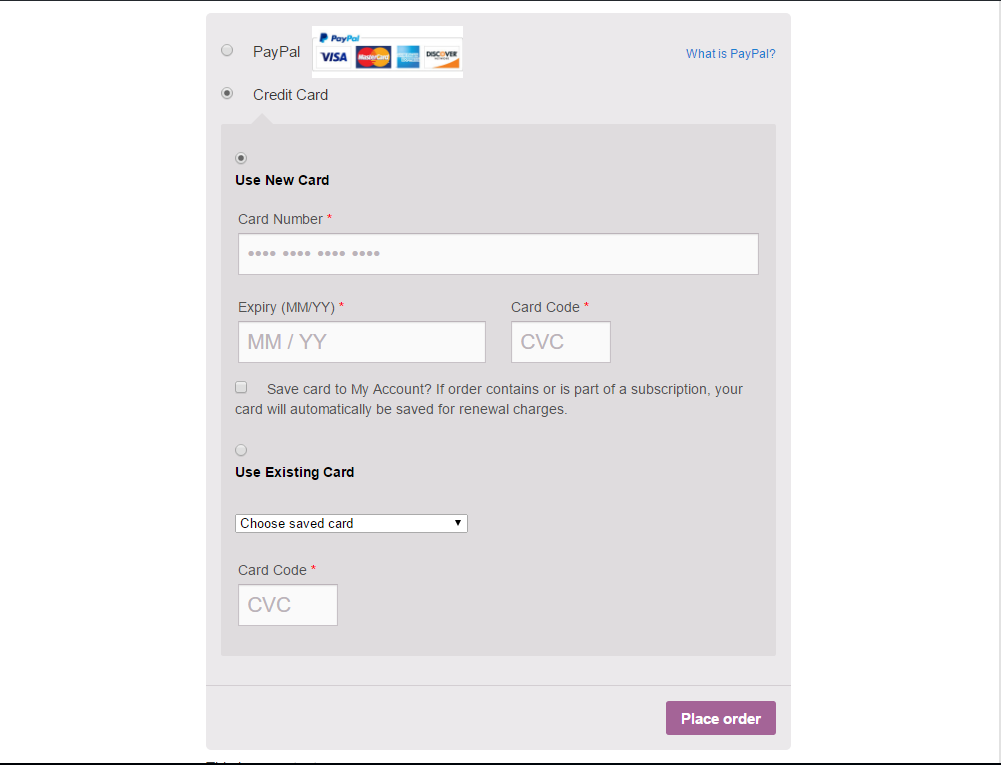 PayPal
PayPal
VISA MasterCard DISCOVER
What is PayPal?
Credit Card
Use New Card
Card Number *
•••• •••• •••• ••••
Expiry (MM/YY) *
Card Code *
MM / YY
CVC
Save card to My Account? If order contains or is part of a subscription, your
card will automatically be saved for renewal charges.
Use Existing Card
Choose saved card
Card Code *
CVC
Place order